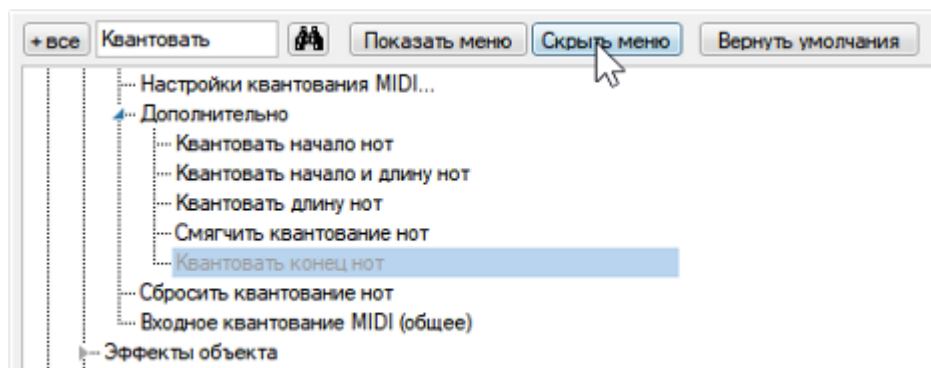 + все Квантовать Показать меню Скрыть меню Вернуть умолчания
Настройки квантования MIDI...
Дополнительно
Квантовать начало нот
Квантовать начало и длину нот
Квантовать длину нот
Смягчить квантование нот
Квантовать конец нот
Сбросить квантование нот
Входное квантование MIDI (общее)
Эффекты объекта